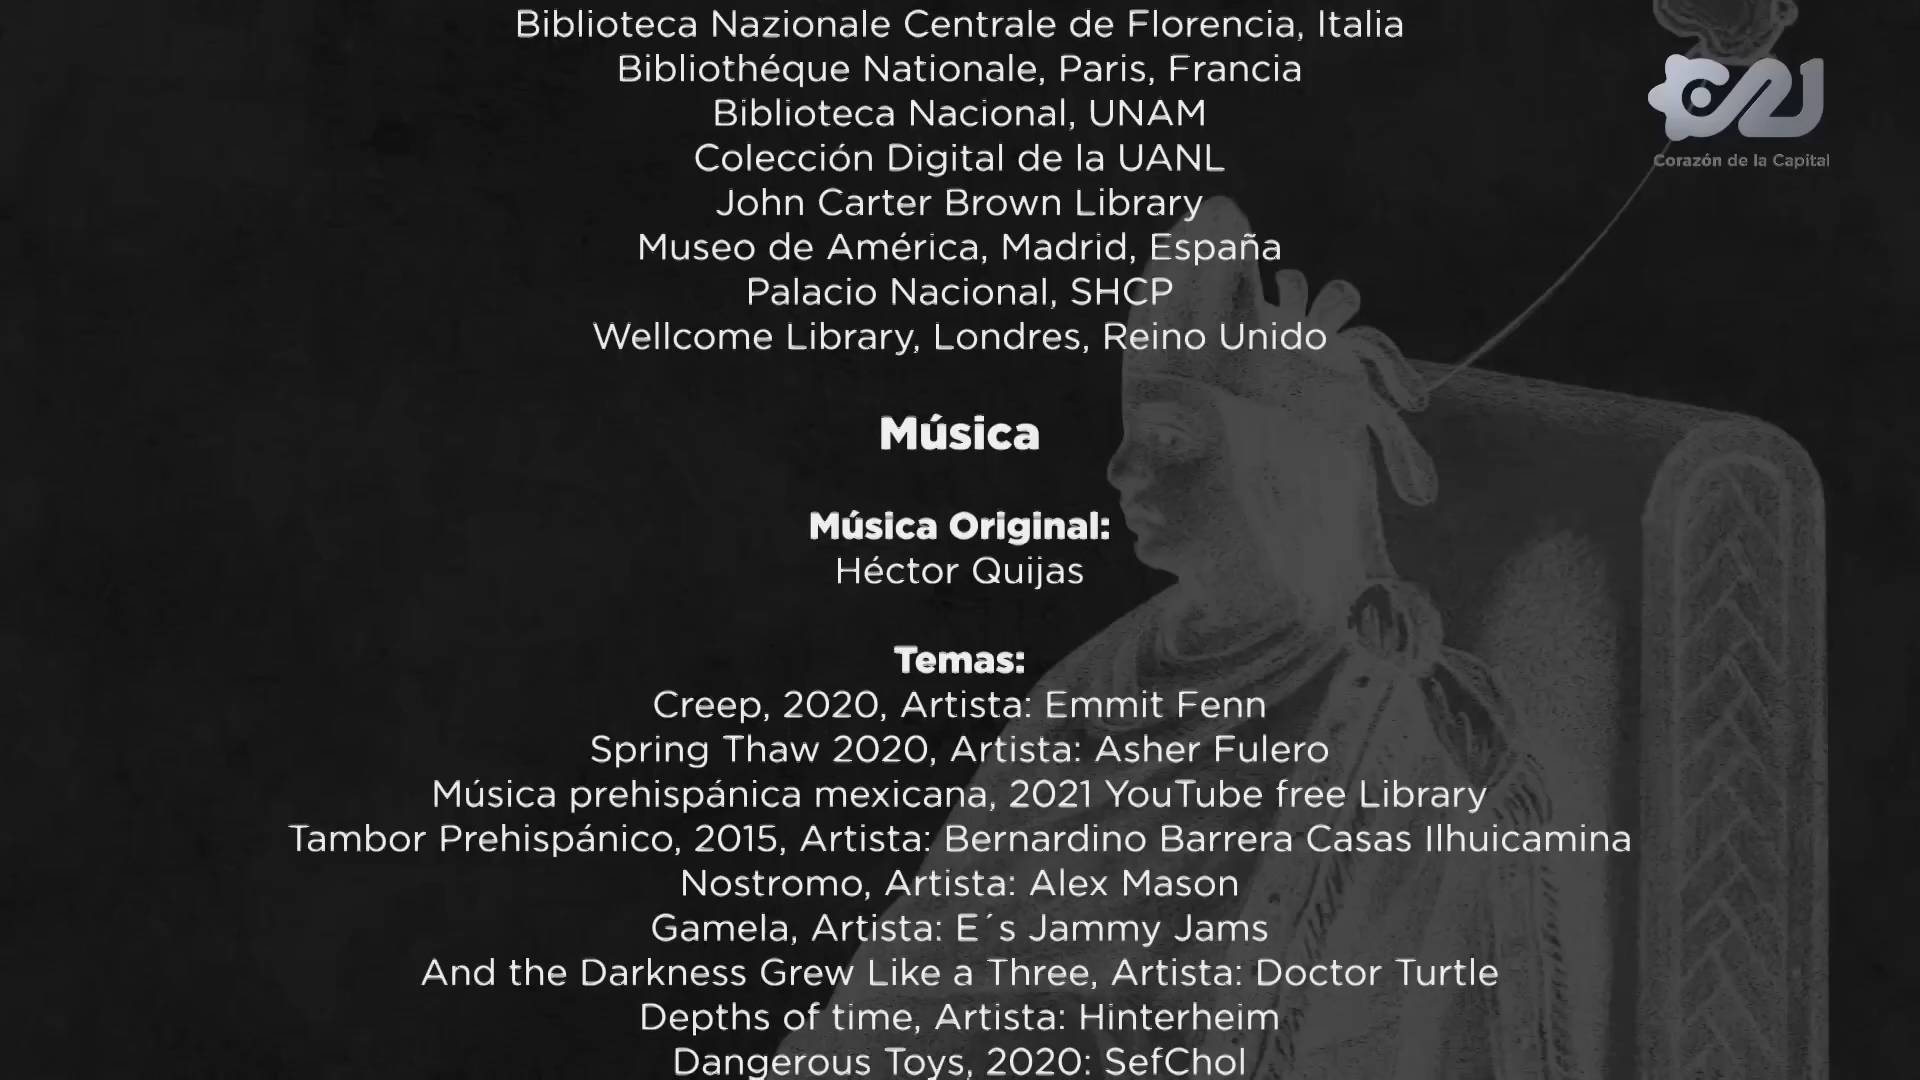 Biblioteca Nazionale Centrale de Florencia, Italia
Bibliothéque Nationale, Paris, Francia
Biblioteca Nacional, UNAM
Colección Digital de la UANL
John Carter Brown Library
Museo de América, Madrid, España
Palacio Nacional, SHCP
Wellcome Library, Londres, Reino Unido
C21
Corazón de la Capital
Música
Música Original:
Héctor Quijas
Temas:
Creep, 2020, Artista: Emmit Fenn
Spring Thaw 2020, Artista: Asher Fulero
Música prehispánica mexicana, 2021 YouTube free Library
Tambor Prehispánico, 2015, Artista: Bernardino Barrera Casas Ilhuicamina
Nostromo, Artista: Alex Mason
Gamela, Artista: E´s Jammy Jams
And the Darkness Grew Like a Three, Artista: Doctor Turtle
Depths of time, Artista: Hinterheim
Dangerous Toys, 2020: SefChol